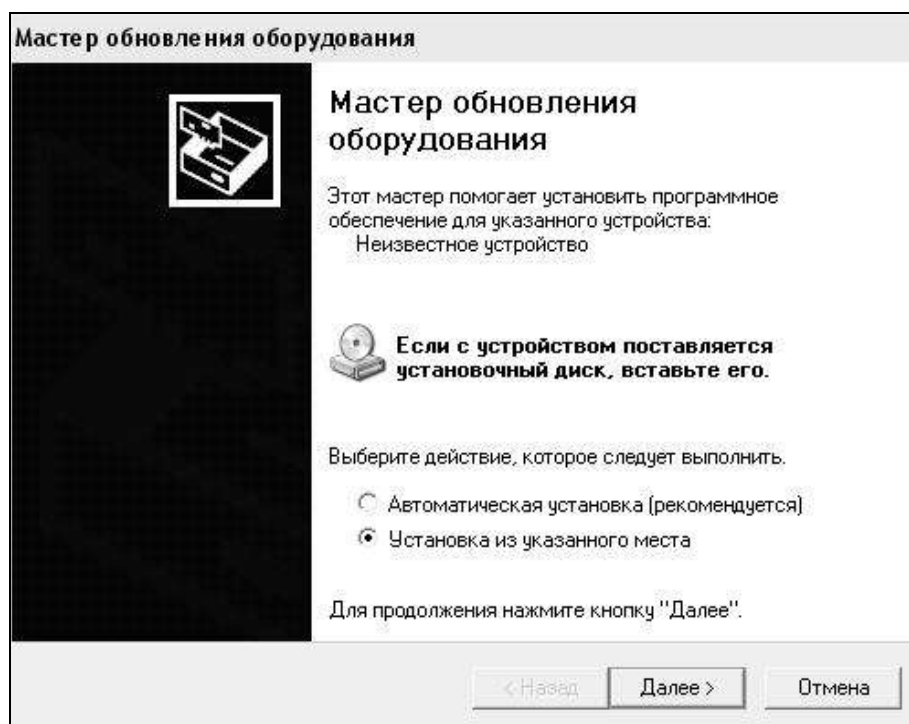 Мастер обновления оборудования
Мастер обновления
оборудования
Этот мастер помогает установить программное
обеспечение для указанного устройства:
Неизвестное устройство
Если с устройством поставляется
установочный диск, вставьте его.
Выберите действие, которое следует выполнить.
Автоматическая установка (рекомендуется)
Установка из указанного места
Для продолжения нажмите кнопку "Далее".
< Назад Далее > Отмена